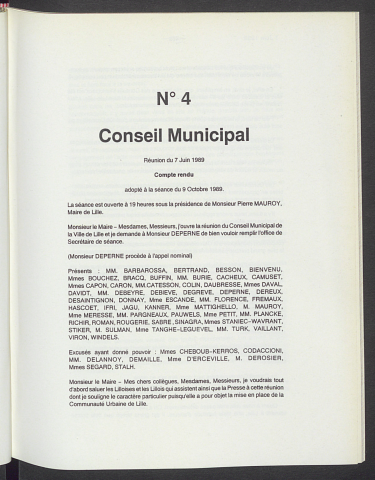 N° 4
Conseil Municipal
Réunion du 7 Juin 1989
Compte rendu
adopté à la séance du 9 Octobre 1989.
La séance est ouverte à 19 heures sous la présidence de Monsieur Pierre MAUROY,
Maire de Lille.
Monsieur le Maire – Mesdames, Messieurs, j'ouvre la réunion du Conseil Municipal de
la Ville de Lille et je demande à Monsieur DEPERNE de bien vouloir remplir l'office de
Secrétaire de séance.
(Monsieur DEPERNE procède à l'appel nominal)
Présents : MM. BARBAROSSA, BERTRAND, BESSON, BIENVENU,
Mmes BOUCHEZ, BRACQ, BUFFIN, MM. BURIE, CACHEUX, CAMUSET,
Mmes CAPON, CARON, MM.CATESSON, COLIN, DAUBRESSE, Mmes DAVAL,
DAVIDT, MM. DEBEYRE, DEBIEVE, DEGREVE, DEPERNE, DEREUX,
DESAINTIGNON, DONNAY, Mme ESCANDE, MM. FLORENCE, FREMAUX,
HASCOET, IFRI, JAGU, KANNER, Mme MATTIGHELLO, M. MAUROY,
Mme MERESSE, MM. PARGNEAUX, PAUWELS, Mme PETIT, MM. PLANCKE,
RICHIR, ROMAN, ROUGERIE, SABRE, SINAGRA, Mmes STANIEC-WAVRANT,
STIKER, M. SULMAN, Mme TANGHE-LEGUEVEL, MM. TURK, VAILLANT,
VIRON, WINDELS.
Excusés ayant donné pouvoir : Mmes CHEBOUB-KERROS, CODACCIONI,
MM. DELANNOY, DEMAILLE, Mme D'ERCEVILLE, M. DEROSIER,
Mmes SEGARD, STALH.
Monsieur le Maire – Mes chers collègues, Mesdames, Messieurs, je voudrais tout
d'abord saluer les Lilloises et les Lillois qui assistent ainsi que la Presse à cette réunion
dont je souligne le caractère particulier puisqu'elle a pour objet la mise en place de la
Communauté Urbaine de Lille.